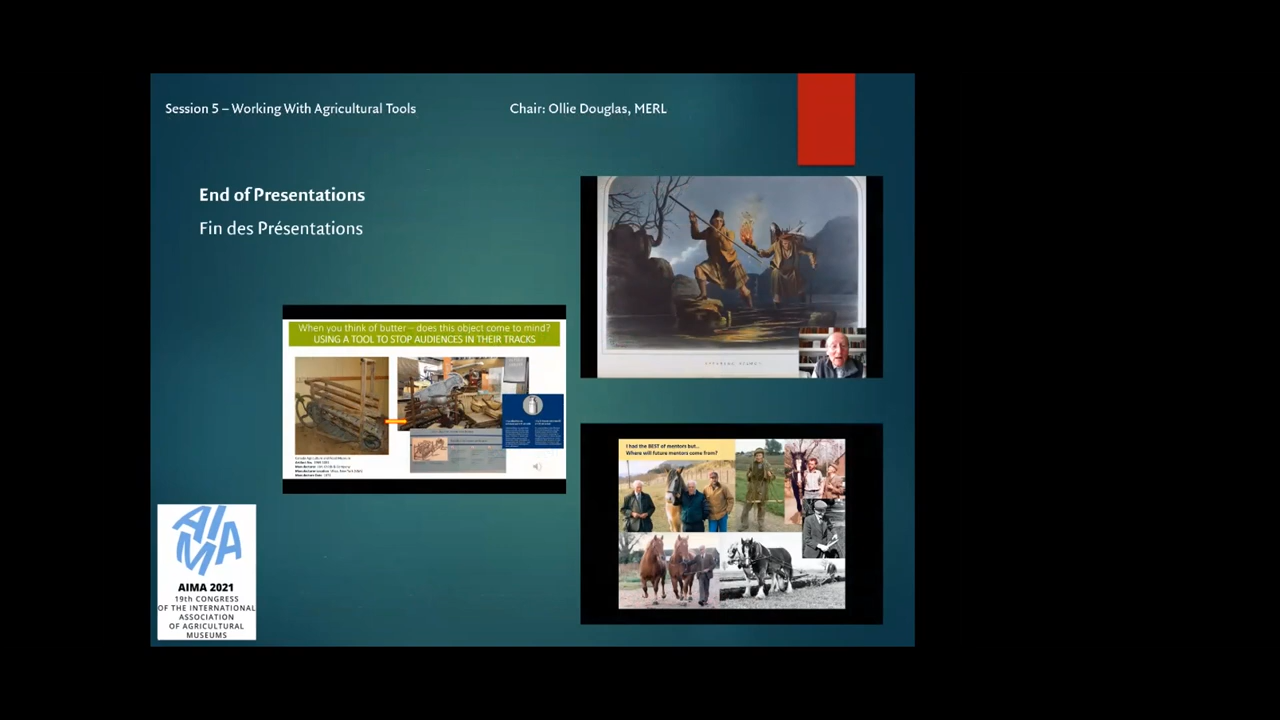 Session 5 – Working With Agricultural Tools
Chair: Ollie Douglas, MERL
End of Presentations
Fin des Présentations
When you think of butter – does this object come to mind?
USING A TOOL TO STOP AUDIENCES IN THEIR TRACKS
I had the BEST of mentors but...
Where will future mentors come from?
AIMA
AIMA 2021
19th CONGRESS
OF THE INTERNATIONAL
ASSOCIATION
OF AGRICULTURAL
MUSEUMS